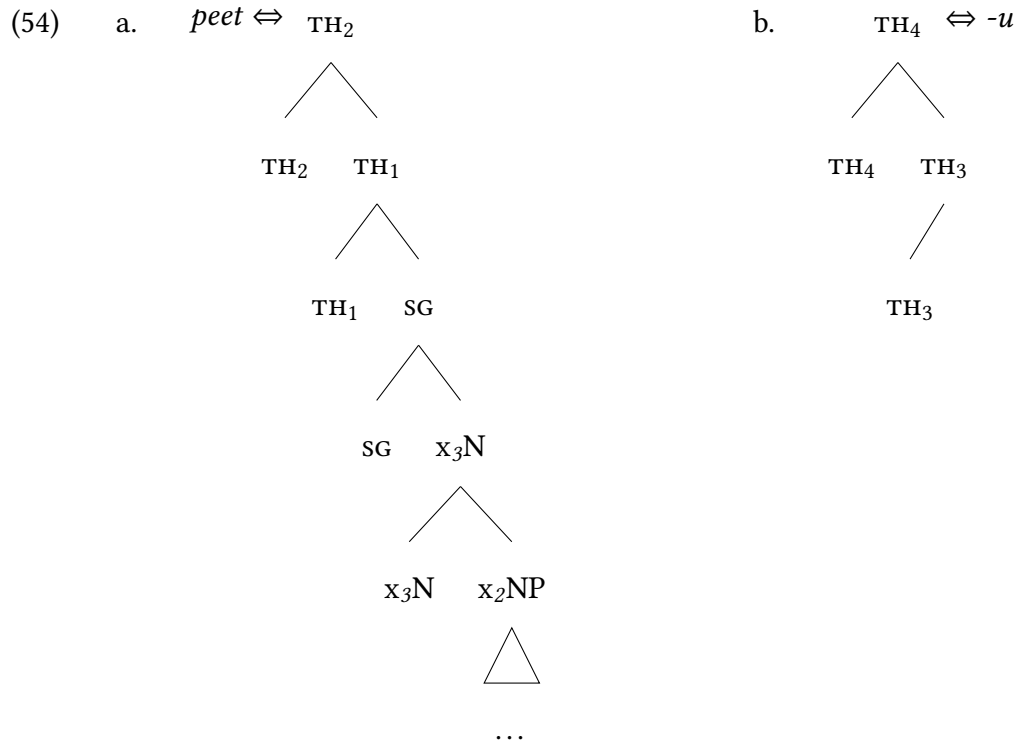 (54) a. peet ⇔ TH₂ b. TH₄ ⇔ -u
TH₂ TH₁ TH₄ TH₃
TH₁ SG TH₃
SG x₃N
x₃N x₂NP
…